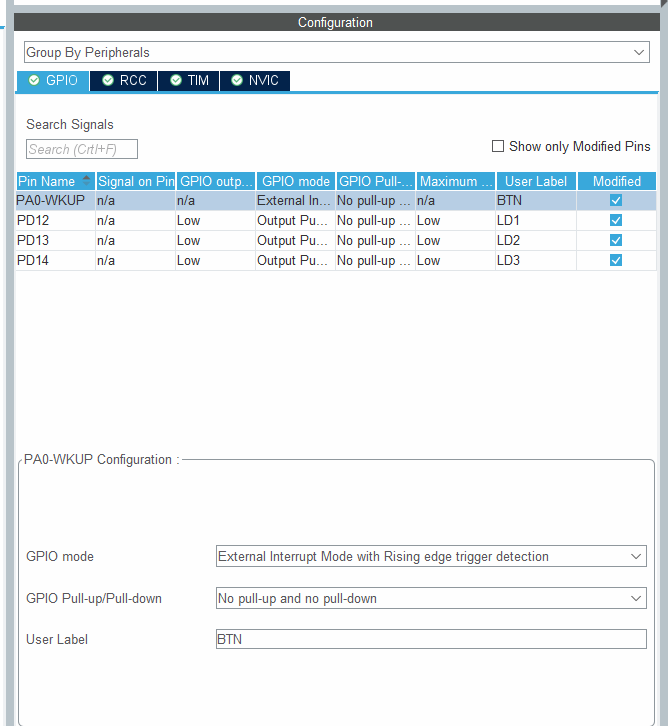 Configuration
Group By Peripherals
GPIO RCC TIM NVIC
Search Signals
Search (CrtI+F)
Show only Modified Pins
Pin Name Signal on Pin GPIO outp... GPIO mode GPIO Pull-... Maximum ... User Label Modified
PA0-WKUP n/a n/a External In... No pull-up ... n/a BTN
PD12 n/a Low Output Pu... No pull-up ... Low LD1
PD13 n/a Low Output Pu... No pull-up ... Low LD2
PD14 n/a Low Output Pu... No pull-up ... Low LD3
PA0-WKUP Configuration :
GPIO mode External Interrupt Mode with Rising edge trigger detection
GPIO Pull-up/Pull-down No pull-up and no pull-down
User Label BTN